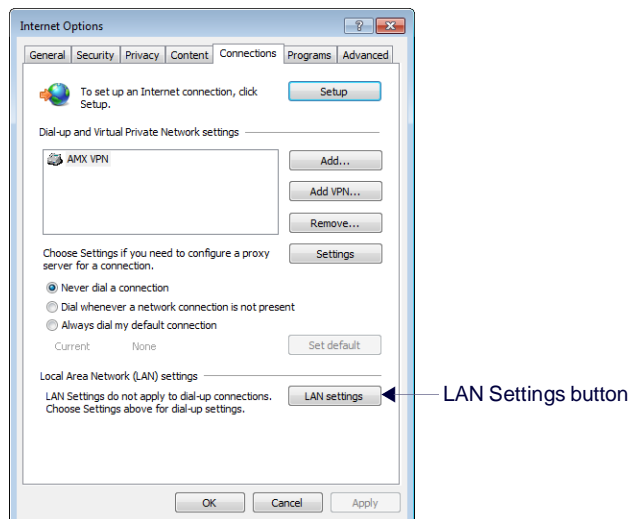 Internet Options
General Security Privacy Content Connections Programs Advanced
To set up an Internet connection, click
Setup.
Setup
Dial-up and Virtual Private Network settings
AMX VPN
Add...
Add VPN...
Remove...
Choose Settings if you need to configure a proxy
server for a connection.
Settings
Never dial a connection
Dial whenever a network connection is not present
Always dial my default connection
Current None
Set default
Local Area Network (LAN) settings
LAN Settings do not apply to dial-up connections.
Choose Settings above for dial-up settings.
LAN settings
LAN Settings button
OK Cancel Apply